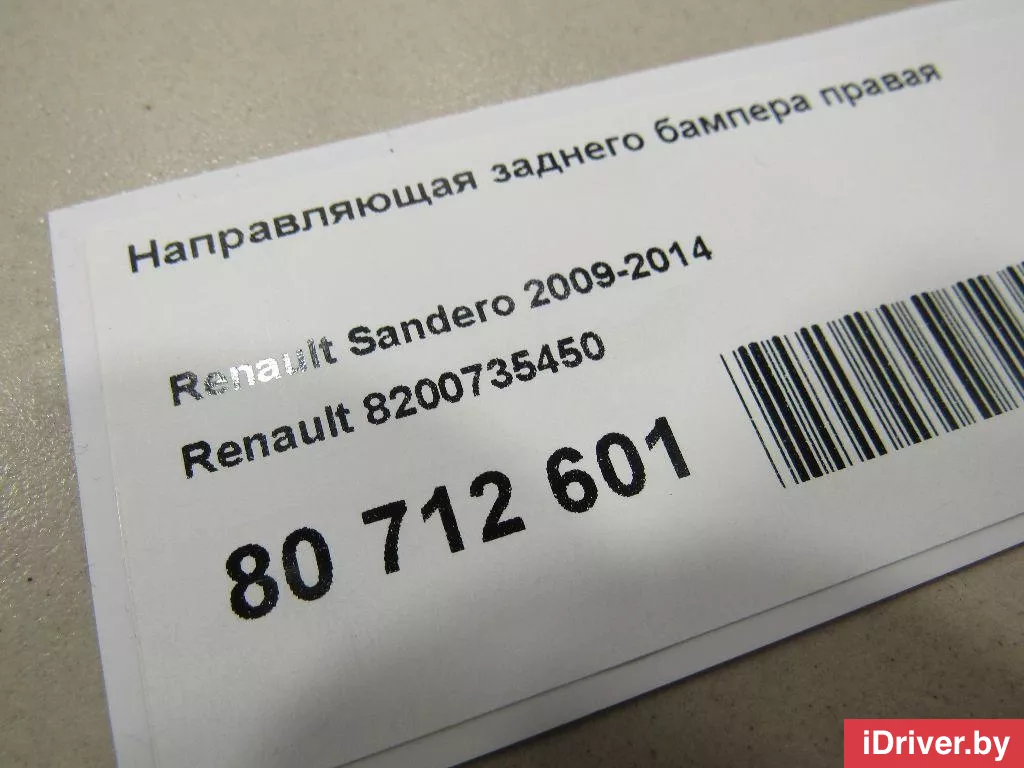 Направляющая заднего бампера правая
Renault Sandero 2009-2014
Renault 8200735450
80 712 601
iDriver.by